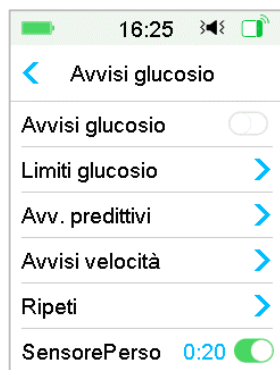 16:25
Avvisi glucosio
Avvisi glucosio
Limiti glucosio
Avv. predittivi
Avvisi velocità
Ripeti
SensorePerso 0:20